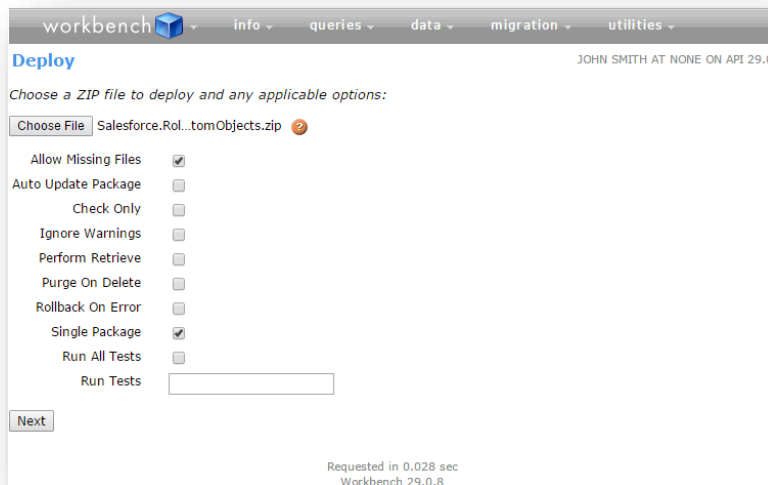 workbench info queries data migration utilities
Deploy
JOHN SMITH AT NONE ON API 29.0
Choose a ZIP file to deploy and any applicable options:
Choose File Salesforce.Rol...tomObjects.zip ?
Allow Missing Files
Auto Update Package
Check Only
Ignore Warnings
Perform Retrieve
Purge On Delete
Rollback On Error
Single Package
Run All Tests
Run Tests
Next
Requested in 0.028 sec
Workbench 29.0.8